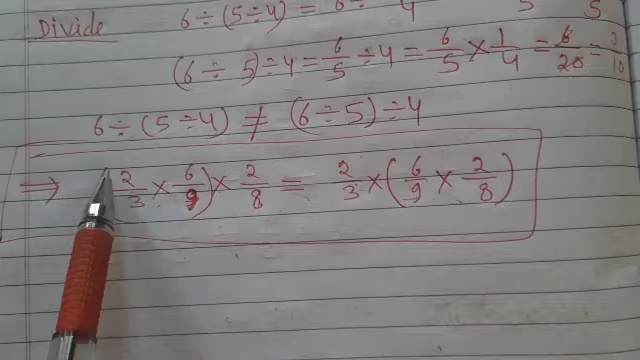 Divide
6 ÷ (5 ÷ 4) = 6 ÷ 4 5 5
(6 ÷ 5) ÷ 4 = 6/5 ÷ 4 = 6/5 × 1/4 = 6/20 = 3/10
6 ÷ (5 ÷ 4) ≠ (6 ÷ 5) ÷ 4
⇒ 2/3 × 6/9) × 2/8 = 2/3 × (6/9 × 2/8)